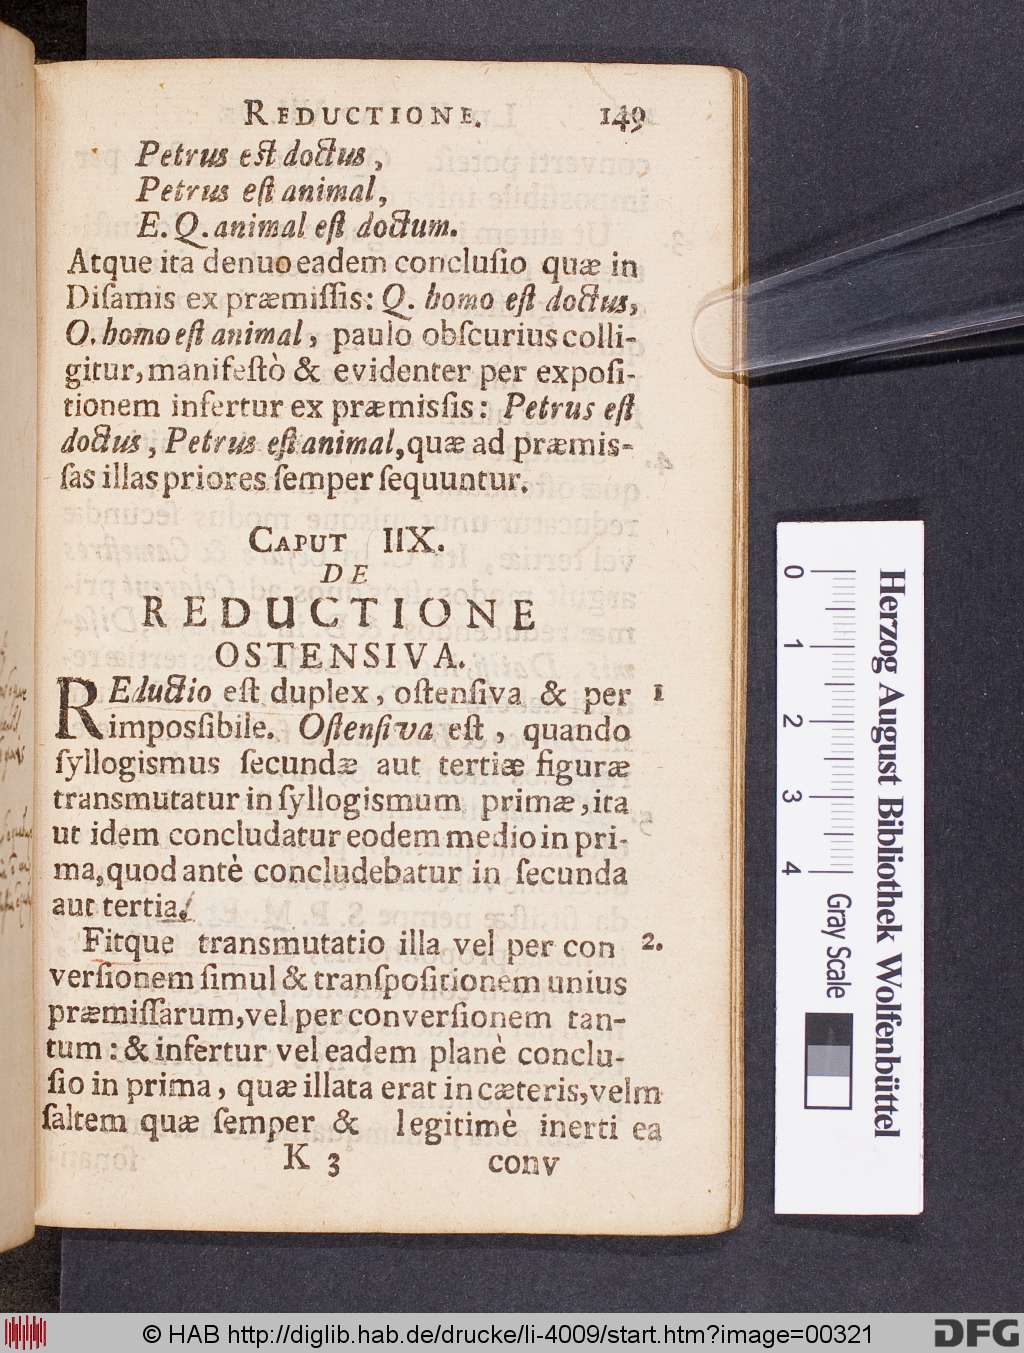 REDUCTIONE. 149
Petrus est doctus,
Petrus eſt animal,
E. Q. animal eſt doctum.
Atque ita denuo eadem concluſio quæ in
Diſamis ex præmiſſis: Q. homo eſt doctus,
O. homo eſt animal, paulo obſcurius colli-
gitur, manifeſtò & evidenter per expoſi-
tionem infertur ex præmiſsis: Petrus eſt
doctus, Petrus eſt animal, quæ ad præmiſ-
ſas illas priores ſemper ſequuntur.
CAPUT IIX.
DE
REDUCTIONE
OSTENSIVA.
REductio eſt duplex, oſtenſiva & per 1
impoſsibile. Oſtenſiva eſt, quando
ſyllogismus ſecundæ aut tertiæ figuræ
transmutatur in ſyllogismum primæ, ita
ut idem concludatur eodem medio in pri-
ma, quod antè concludebatur in ſecunda
aut tertia.
Fitque transmutatio illa vel per con 2.
verſionem ſimul & tranſpoſitionem unius
præmiſſarum, vel per converſionem tan-
tum: & infertur vel eadem planè conclu-
ſio in prima, quæ illata erat in cæteris, velm
ſaltem quæ ſemper & legitimè inerti ea
K 3 conv
0 1 2 3 4
Gray Scale
Herzog August Bibliothek Wolfenbüttel
© HAB http://diglib.hab.de/drucke/li-4009/start.htm?image=00321
DFG